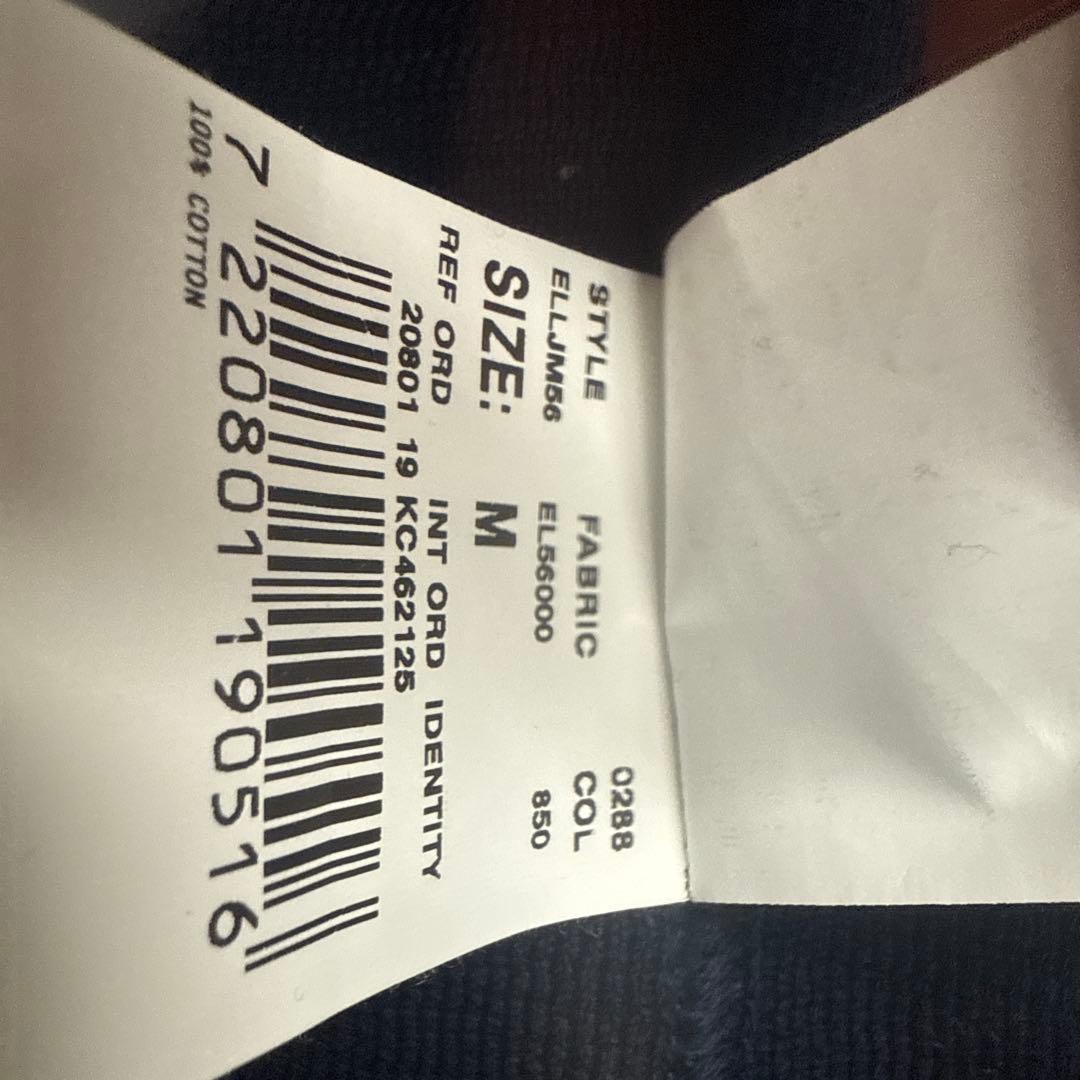 0288
STYLE FABRIC COL
ELLJM56 EL56000 850
SIZE: M
REF ORD INT ORD IDENTITY
20801 19 KC462125
7 220801 190516
100% COTTON